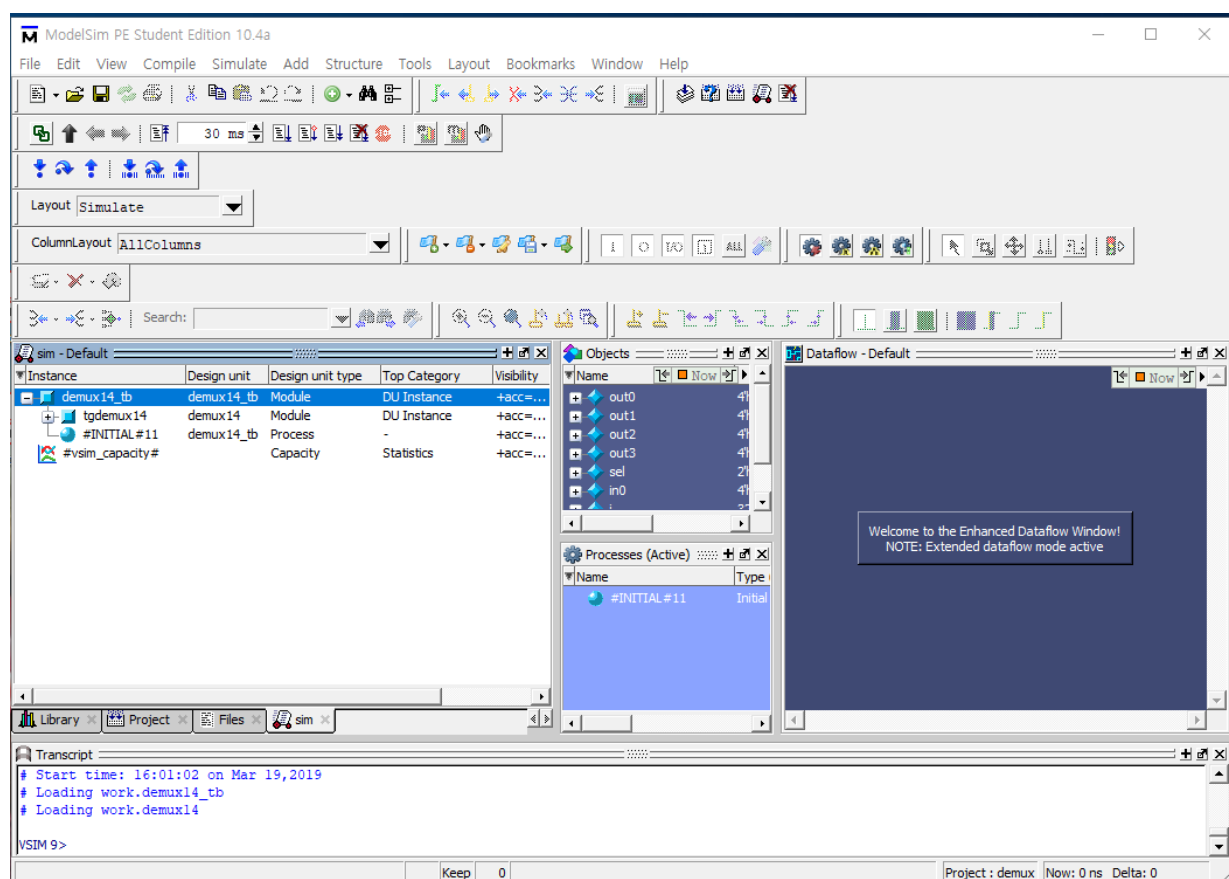 ModelSim PE Student Edition 10.4a
File Edit View Compile Simulate Add Structure Tools Layout Bookmarks Window Help
30 ms
Layout Simulate
ColumnLayout AllColumns
1 I/O ALL
Search:
sim - Default
Instance Design unit Design unit type Top Category Visibility
demux14_tb demux14_tb Module DU Instance +acc=...
tgdemux14 demux14 Module DU Instance +acc=...
#INITIAL#11 demux14_tb Process - +acc=...
#vsim_capacity# Capacity Statistics +acc=...
Library Project Files sim
Objects
Name Now
out0
out1
out2
out3
sel
in0
Processes (Active)
Name Type
#INITIAL#11 Initial
Dataflow - Default
Now
Welcome to the Enhanced Dataflow Window!
NOTE: Extended dataflow mode active
Transcript
# Start time: 16:01:02 on Mar 19,2019
# Loading work.demux14_tb
# Loading work.demux14
VSIM 9>
Keep 0 Project : demux Now: 0 ns Delta: 0